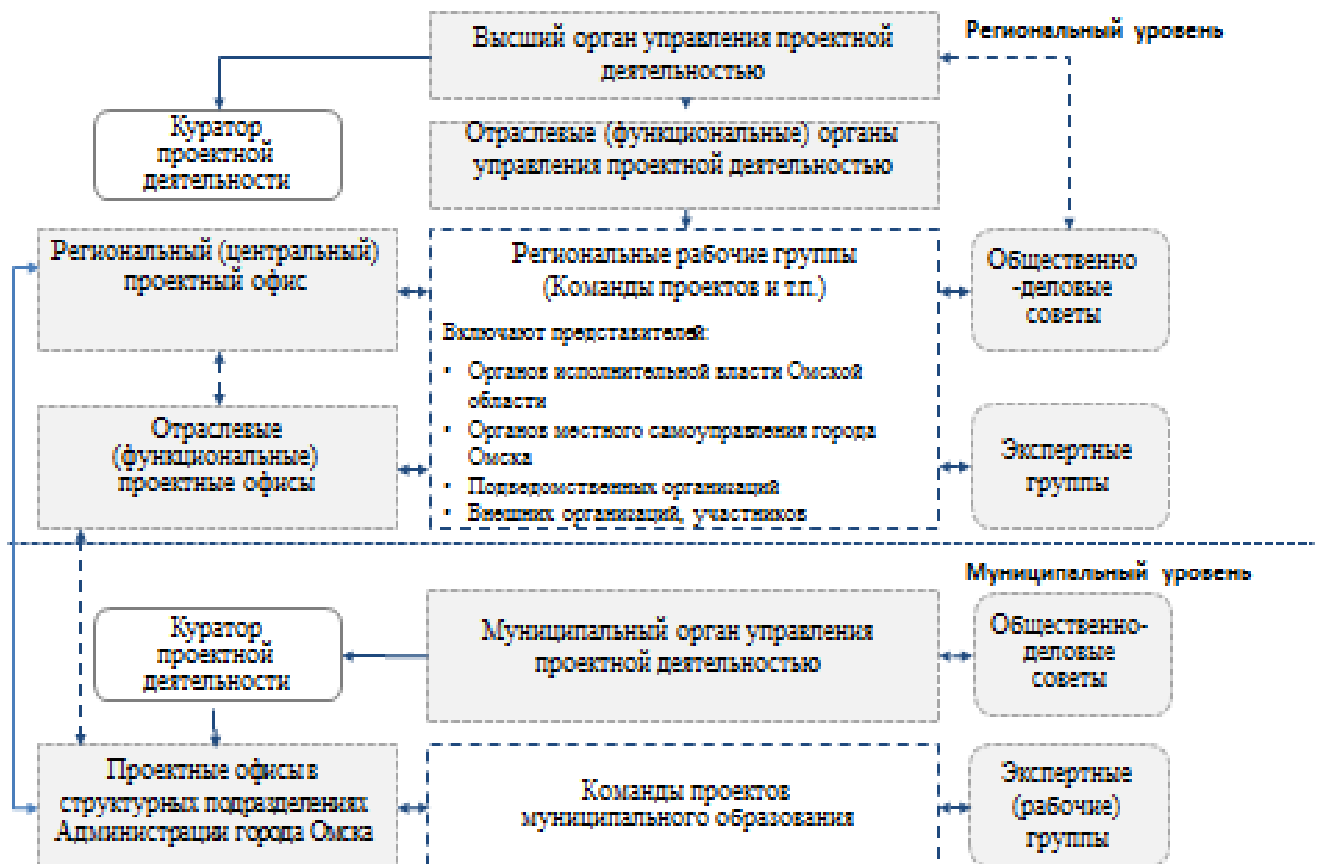 Высший орган управления проектной
деятельностью
Региональный уровень
Куратор
проектной
деятельности
Отраслевые (функциональные) органы
управления проектной деятельностью
Региональный (центральный)
проектный офис
Региональные рабочие группы
(Команды проектов и т.п.)
Включают представителей:
• Органов исполнительной власти Омской
области
• Органов местного самоуправления города
Омска
• Подведомственных организаций
• Внешних организаций, участников
Общественно
-деловые
советы
Отраслевые
(функциональные)
проектные офисы
Экспертные
группы
Муниципальный уровень
Куратор
проектной
деятельности
Муниципальный орган управления
проектной деятельностью
Общественно-
деловые
советы
Проектные офисы в
структурных подразделениях
Администрации города Омска
Команды проектов
муниципального образования
Экспертные
(рабочие)
группы